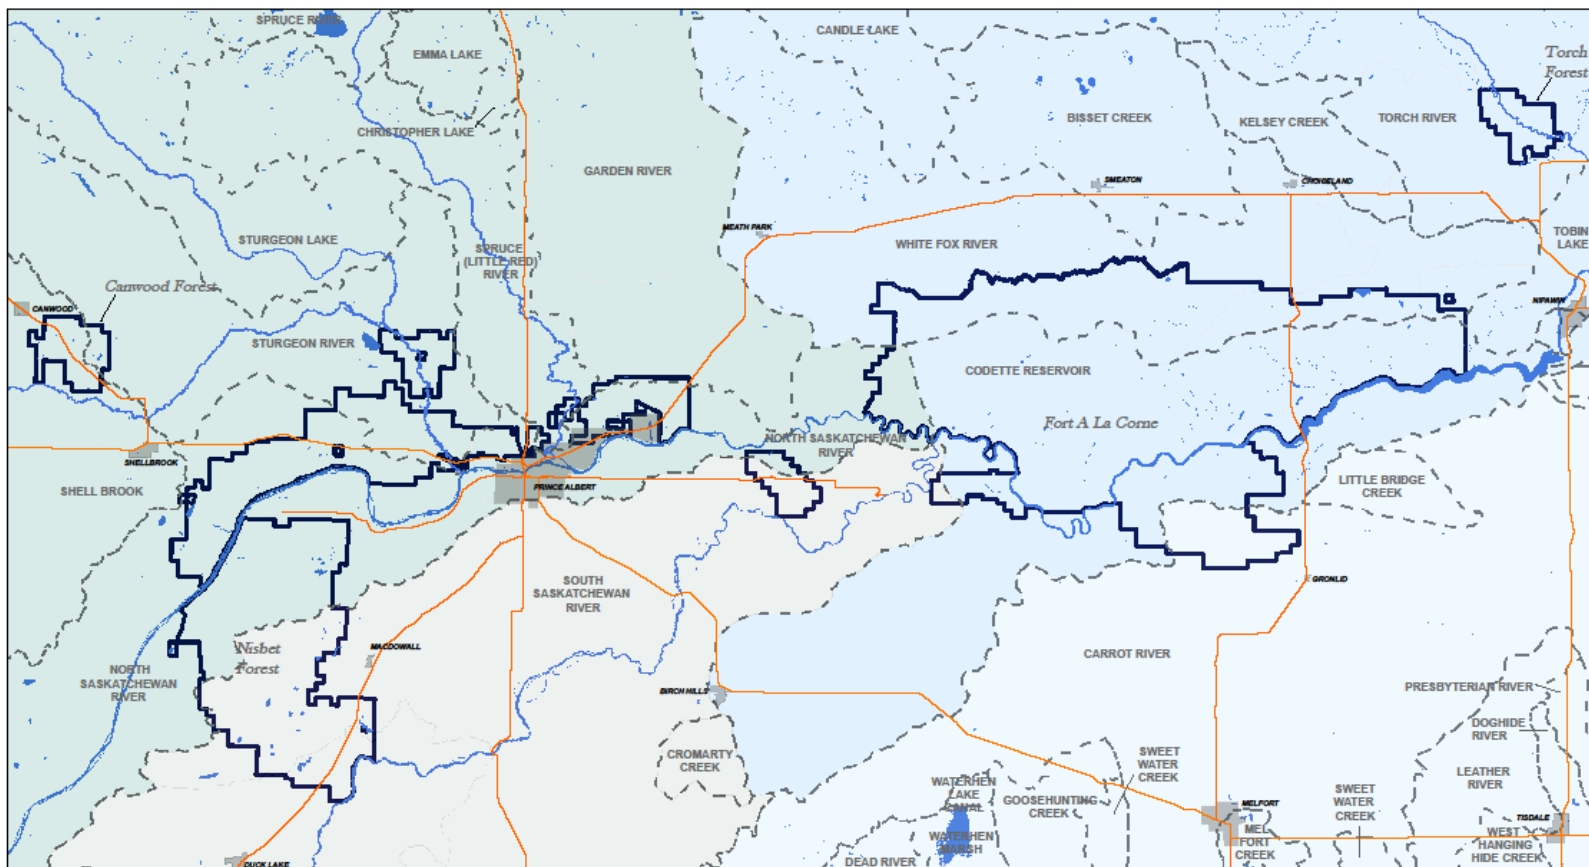 SPRUCE RIVER
CANDLE LAKE
EMMA LAKE
Torch
Forest
CHRISTOPHER LAKE
BISSET CREEK
KELSEY CREEK
TORCH RIVER
GARDEN RIVER
SMEATON
CHOICELAND
MEATH PARK
STURGEON LAKE
SPRUCE
(LITTLE RED)
RIVER
WHITE FOX RIVER
TOBIN
LAKE
Canwood Forest
CANWOOD
NIPAWIN
STURGEON RIVER
CODETTE RESERVOIR
Fort A La Corne
NORTH SASKATCHEWAN
RIVER
SHELLBROOK
SHELL BROOK
PRINCE ALBERT
LITTLE BRIDGE
CREEK
SOUTH
SASKATCHEWAN
RIVER
GRONLID
Nisbet
Forest
MACDOWALL
CARROT RIVER
NORTH
SASKATCHEWAN
RIVER
BIRCH HILLS
PRESBYTERIAN RIVER
DOGHIDE
RIVER
CROMARTY
CREEK
SWEET
WATER
CREEK
LEATHER
RIVER
WATERHEN
LAKE
CANAL
GOOSEHUNTING
CREEK
SWEET
WATER
CREEK
MELFORT
TISDALE
WATERHEN
MARSH
MEL
FORT
CREEK
WEST
HANGING
HIDE CREEK
DUCK LAKE
DEAD RIVER